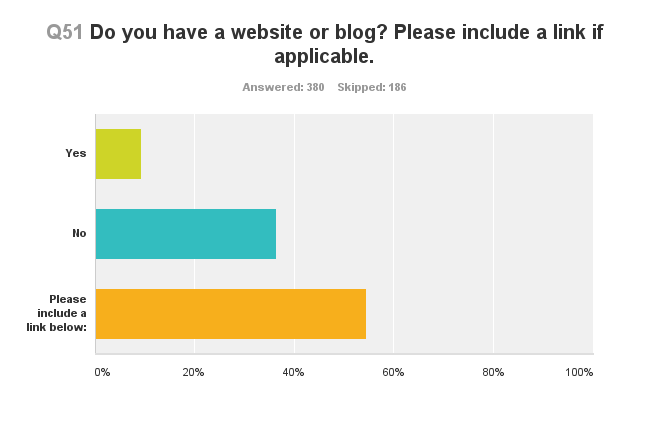 Q51 Do you have a website or blog? Please include a link if
applicable.
Answered: 380 Skipped: 186
Yes
No
Please
include a
link below:
0% 20% 40% 60% 80% 100%